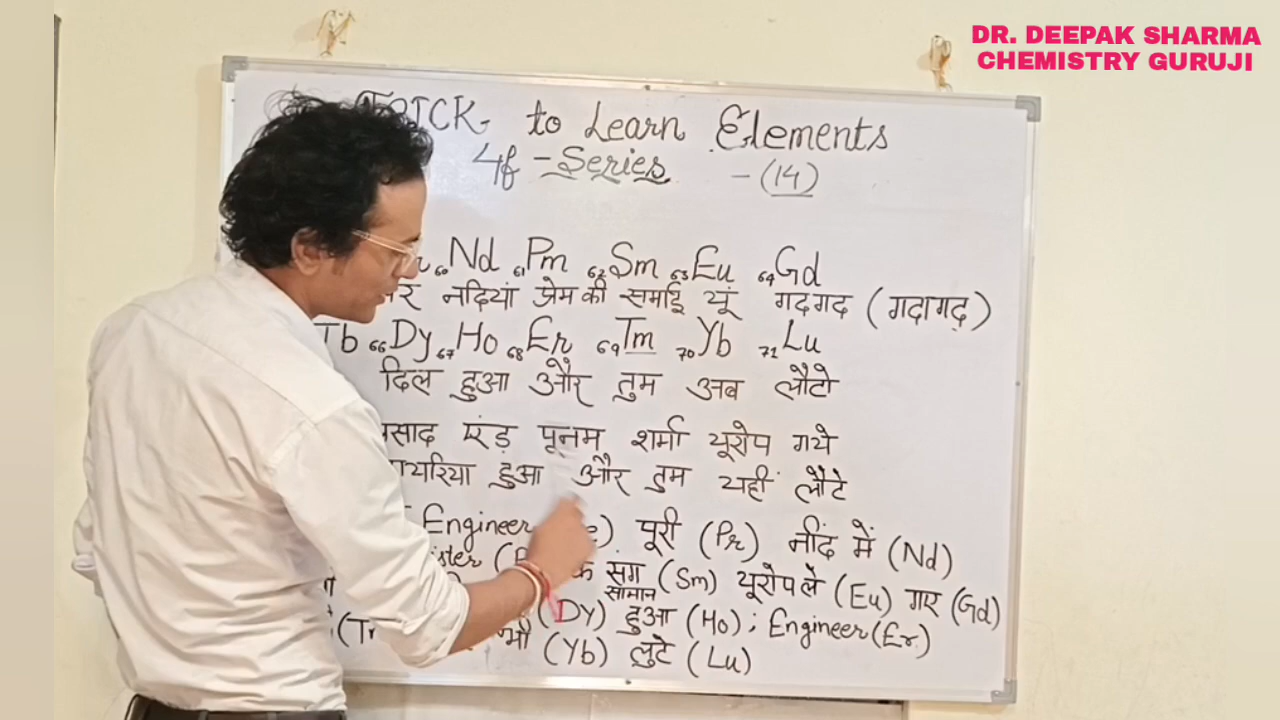 DR. DEEPAK SHARMA
CHEMISTRY GURUJI
TRICK to Learn Elements
4f - Series - (14)
60Nd 61Pm 62Sm 63Eu 64Gd
नदियां प्रेम की समाई यूं गदगद (गदागद)
Tb 66Dy 67Ho 68Er 69Tm 70Yb 71Lu
दिल हुआ और तुम अब लौटो
एंड पूनम शर्मा यूरोप गये
हुआ और तुम यहीं लौटे
Engineer पूरी (Pr) नींद में (Nd)
संग (Sm) यूरोप ले (Eu) गए (Gd)
सामान
(DY) हुआ (Ho) ; Engineer (Er)
(Yb) लुटे (Lu)